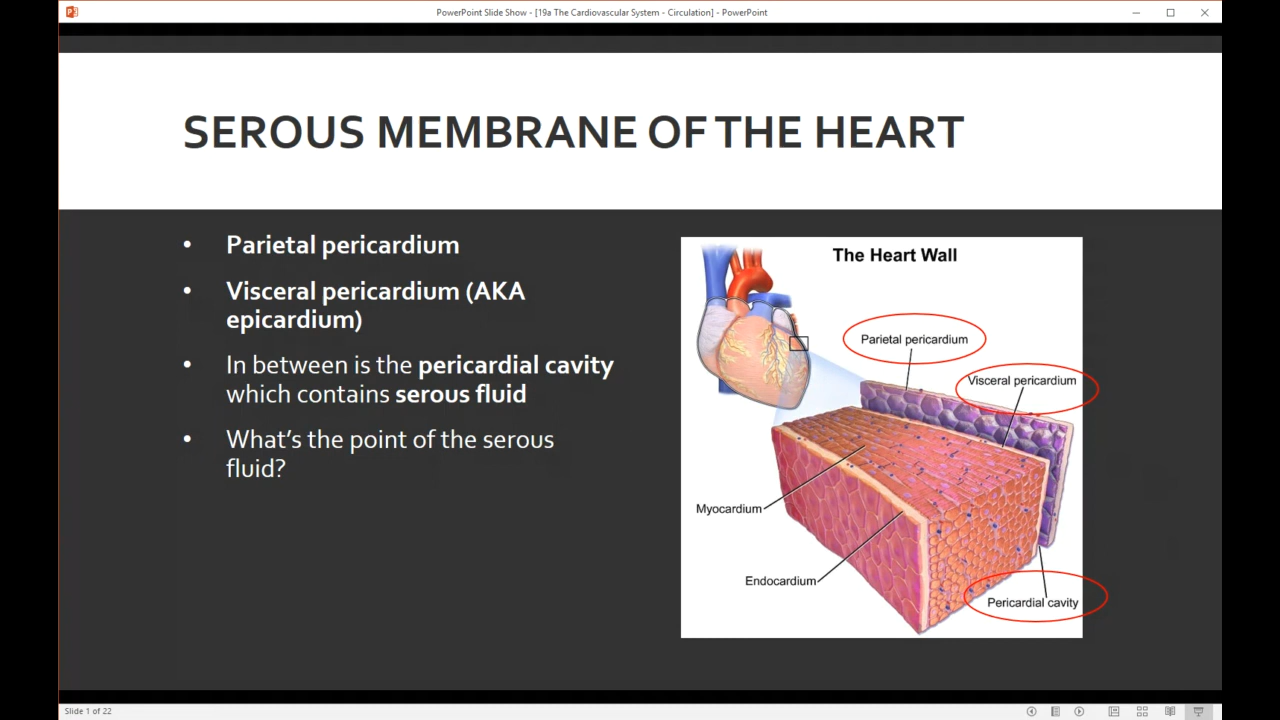 PowerPoint Slide Show - [19a The Cardiovascular System - Circulation] - PowerPoint
SEROUS MEMBRANE OF THE HEART
• Parietal pericardium
• Visceral pericardium (AKA
epicardium)
• In between is the pericardial cavity
which contains serous fluid
• What's the point of the serous
fluid?
The Heart Wall
Parietal pericardium
Visceral pericardium
Myocardium
Endocardium
Pericardial cavity
Slide 1 of 22